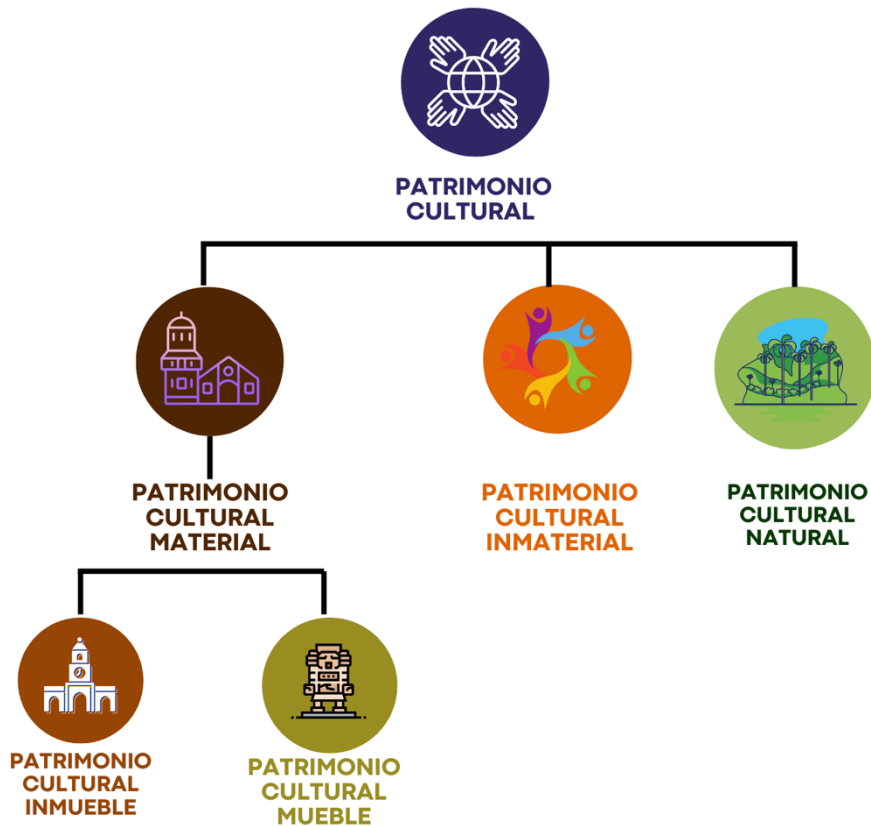 PATRIMONIO
CULTURAL
PATRIMONIO
CULTURAL
MATERIAL
PATRIMONIO
CULTURAL
INMATERIAL
PATRIMONIO
CULTURAL
NATURAL
PATRIMONIO
CULTURAL
INMUEBLE
PATRIMONIO
CULTURAL
MUEBLE